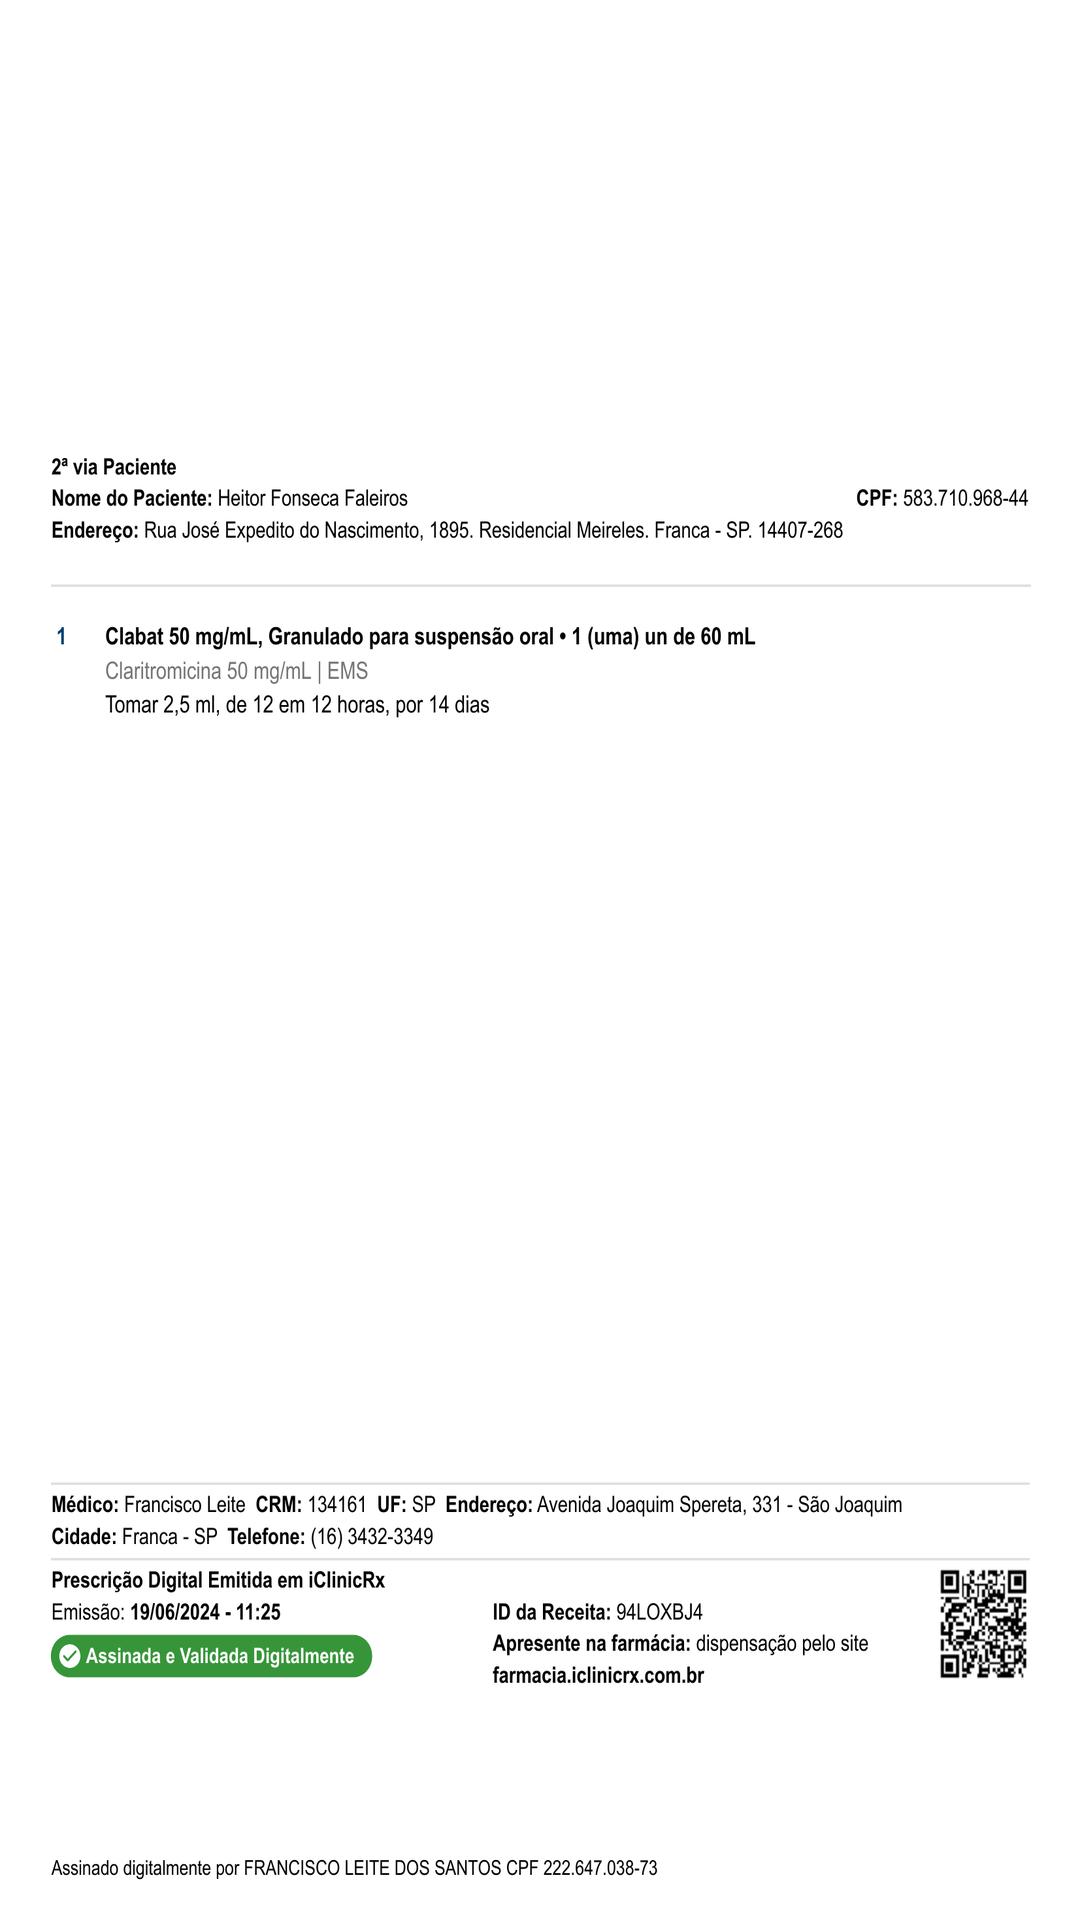 2ª via Paciente
Nome do Paciente: Heitor Fonseca Faleiros CPF: 583.710.968-44
Endereço: Rua José Expedito do Nascimento, 1895. Residencial Meireles. Franca - SP. 14407-268
1 Clabat 50 mg/mL, Granulado para suspensão oral • 1 (uma) un de 60 mL
Claritromicina 50 mg/mL | EMS
Tomar 2,5 ml, de 12 em 12 horas, por 14 dias
Médico: Francisco Leite CRM: 134161 UF: SP Endereço: Avenida Joaquim Spereta, 331 - São Joaquim
Cidade: Franca - SP Telefone: (16) 3432-3349
Prescrição Digital Emitida em iClinicRx
Emissão: 19/06/2024 - 11:25
Assinada e Validada Digitalmente
ID da Receita: 94LOXBJ4
Apresente na farmácia: dispensação pelo site
farmacia.iclinicrx.com.br
Assinado digitalmente por FRANCISCO LEITE DOS SANTOS CPF 222.647.038-73